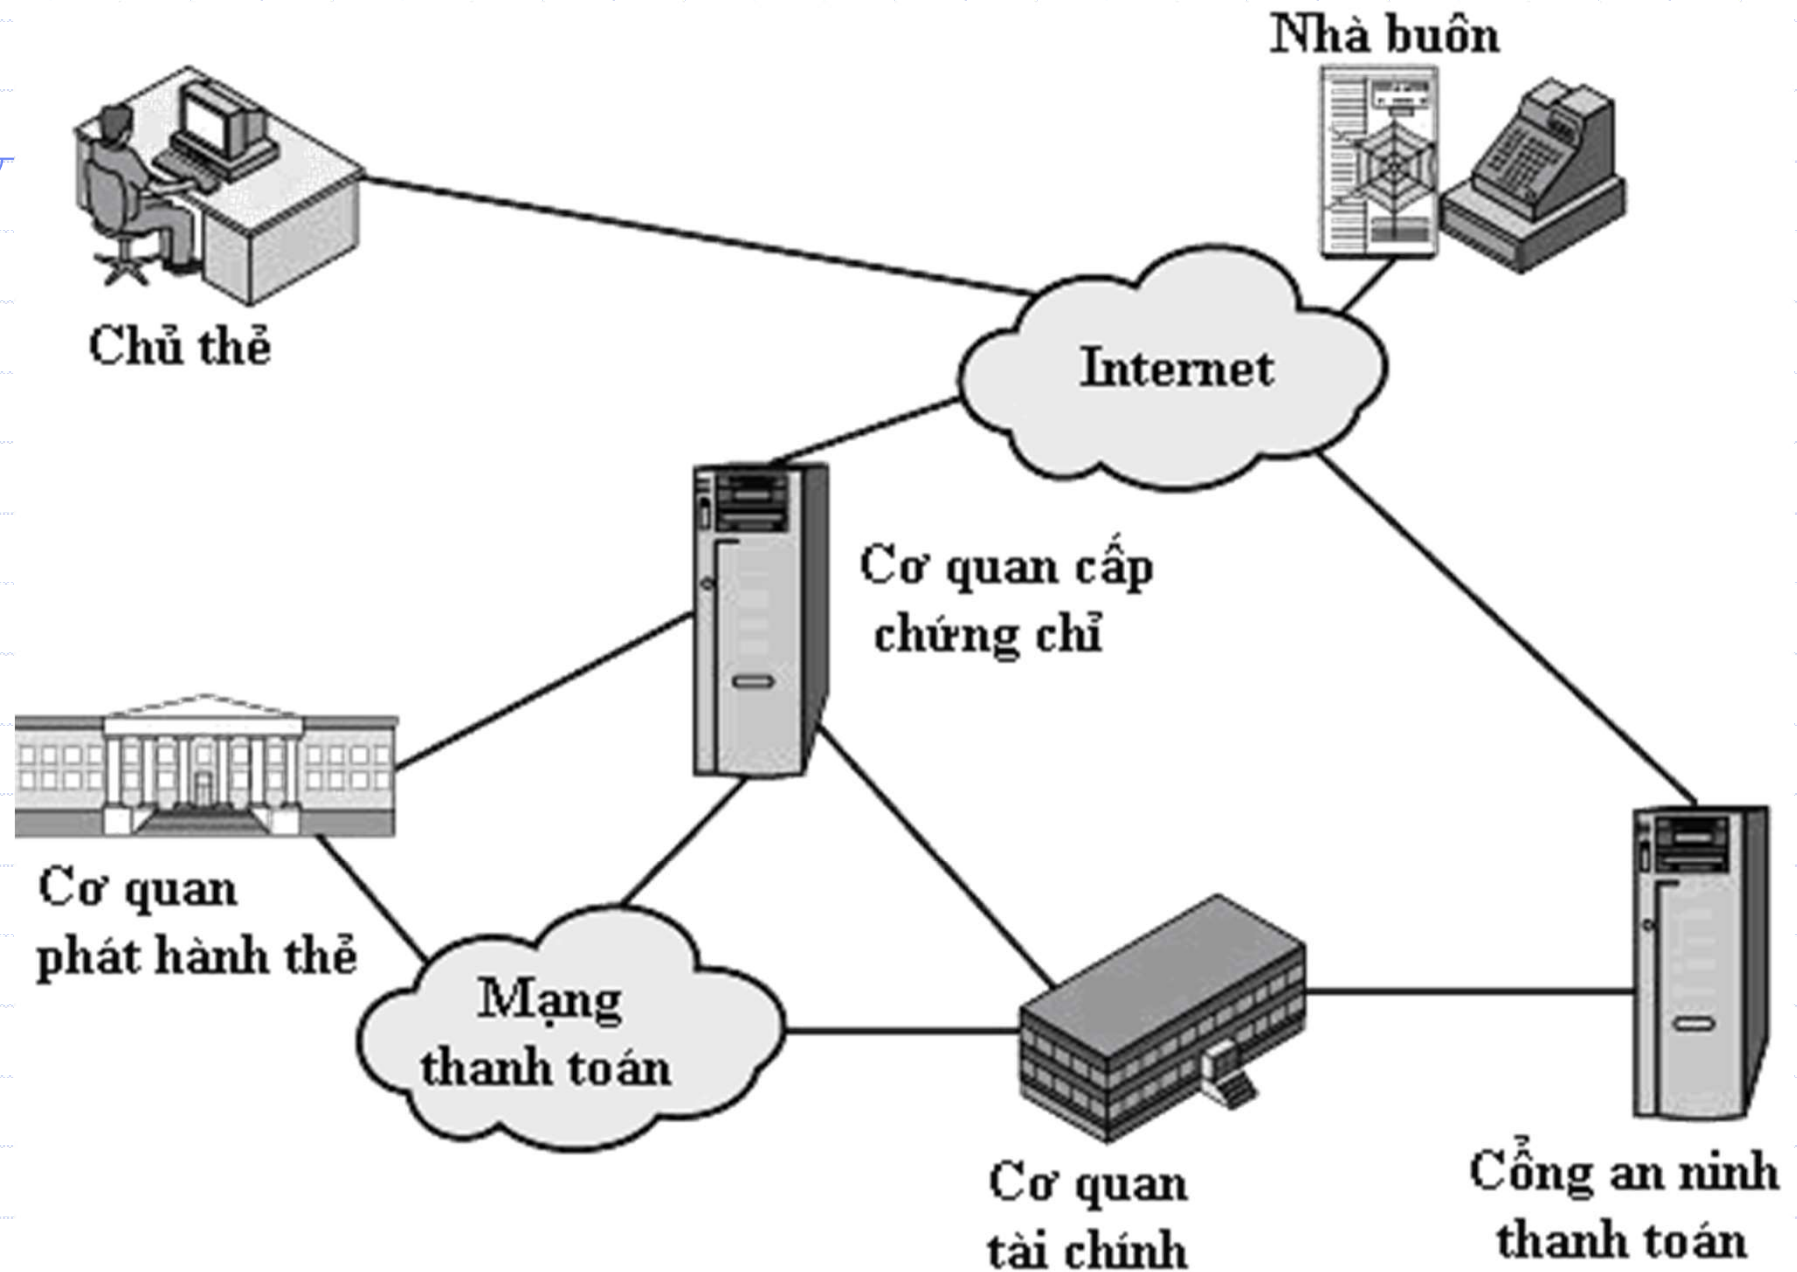 Nhà buôn
Chủ thẻ
Internet
Cơ quan cấp
chứng chỉ
Cơ quan
phát hành thẻ
Mạng
thanh toán
Cơ quan
tài chính
Cổng an ninh
thanh toán